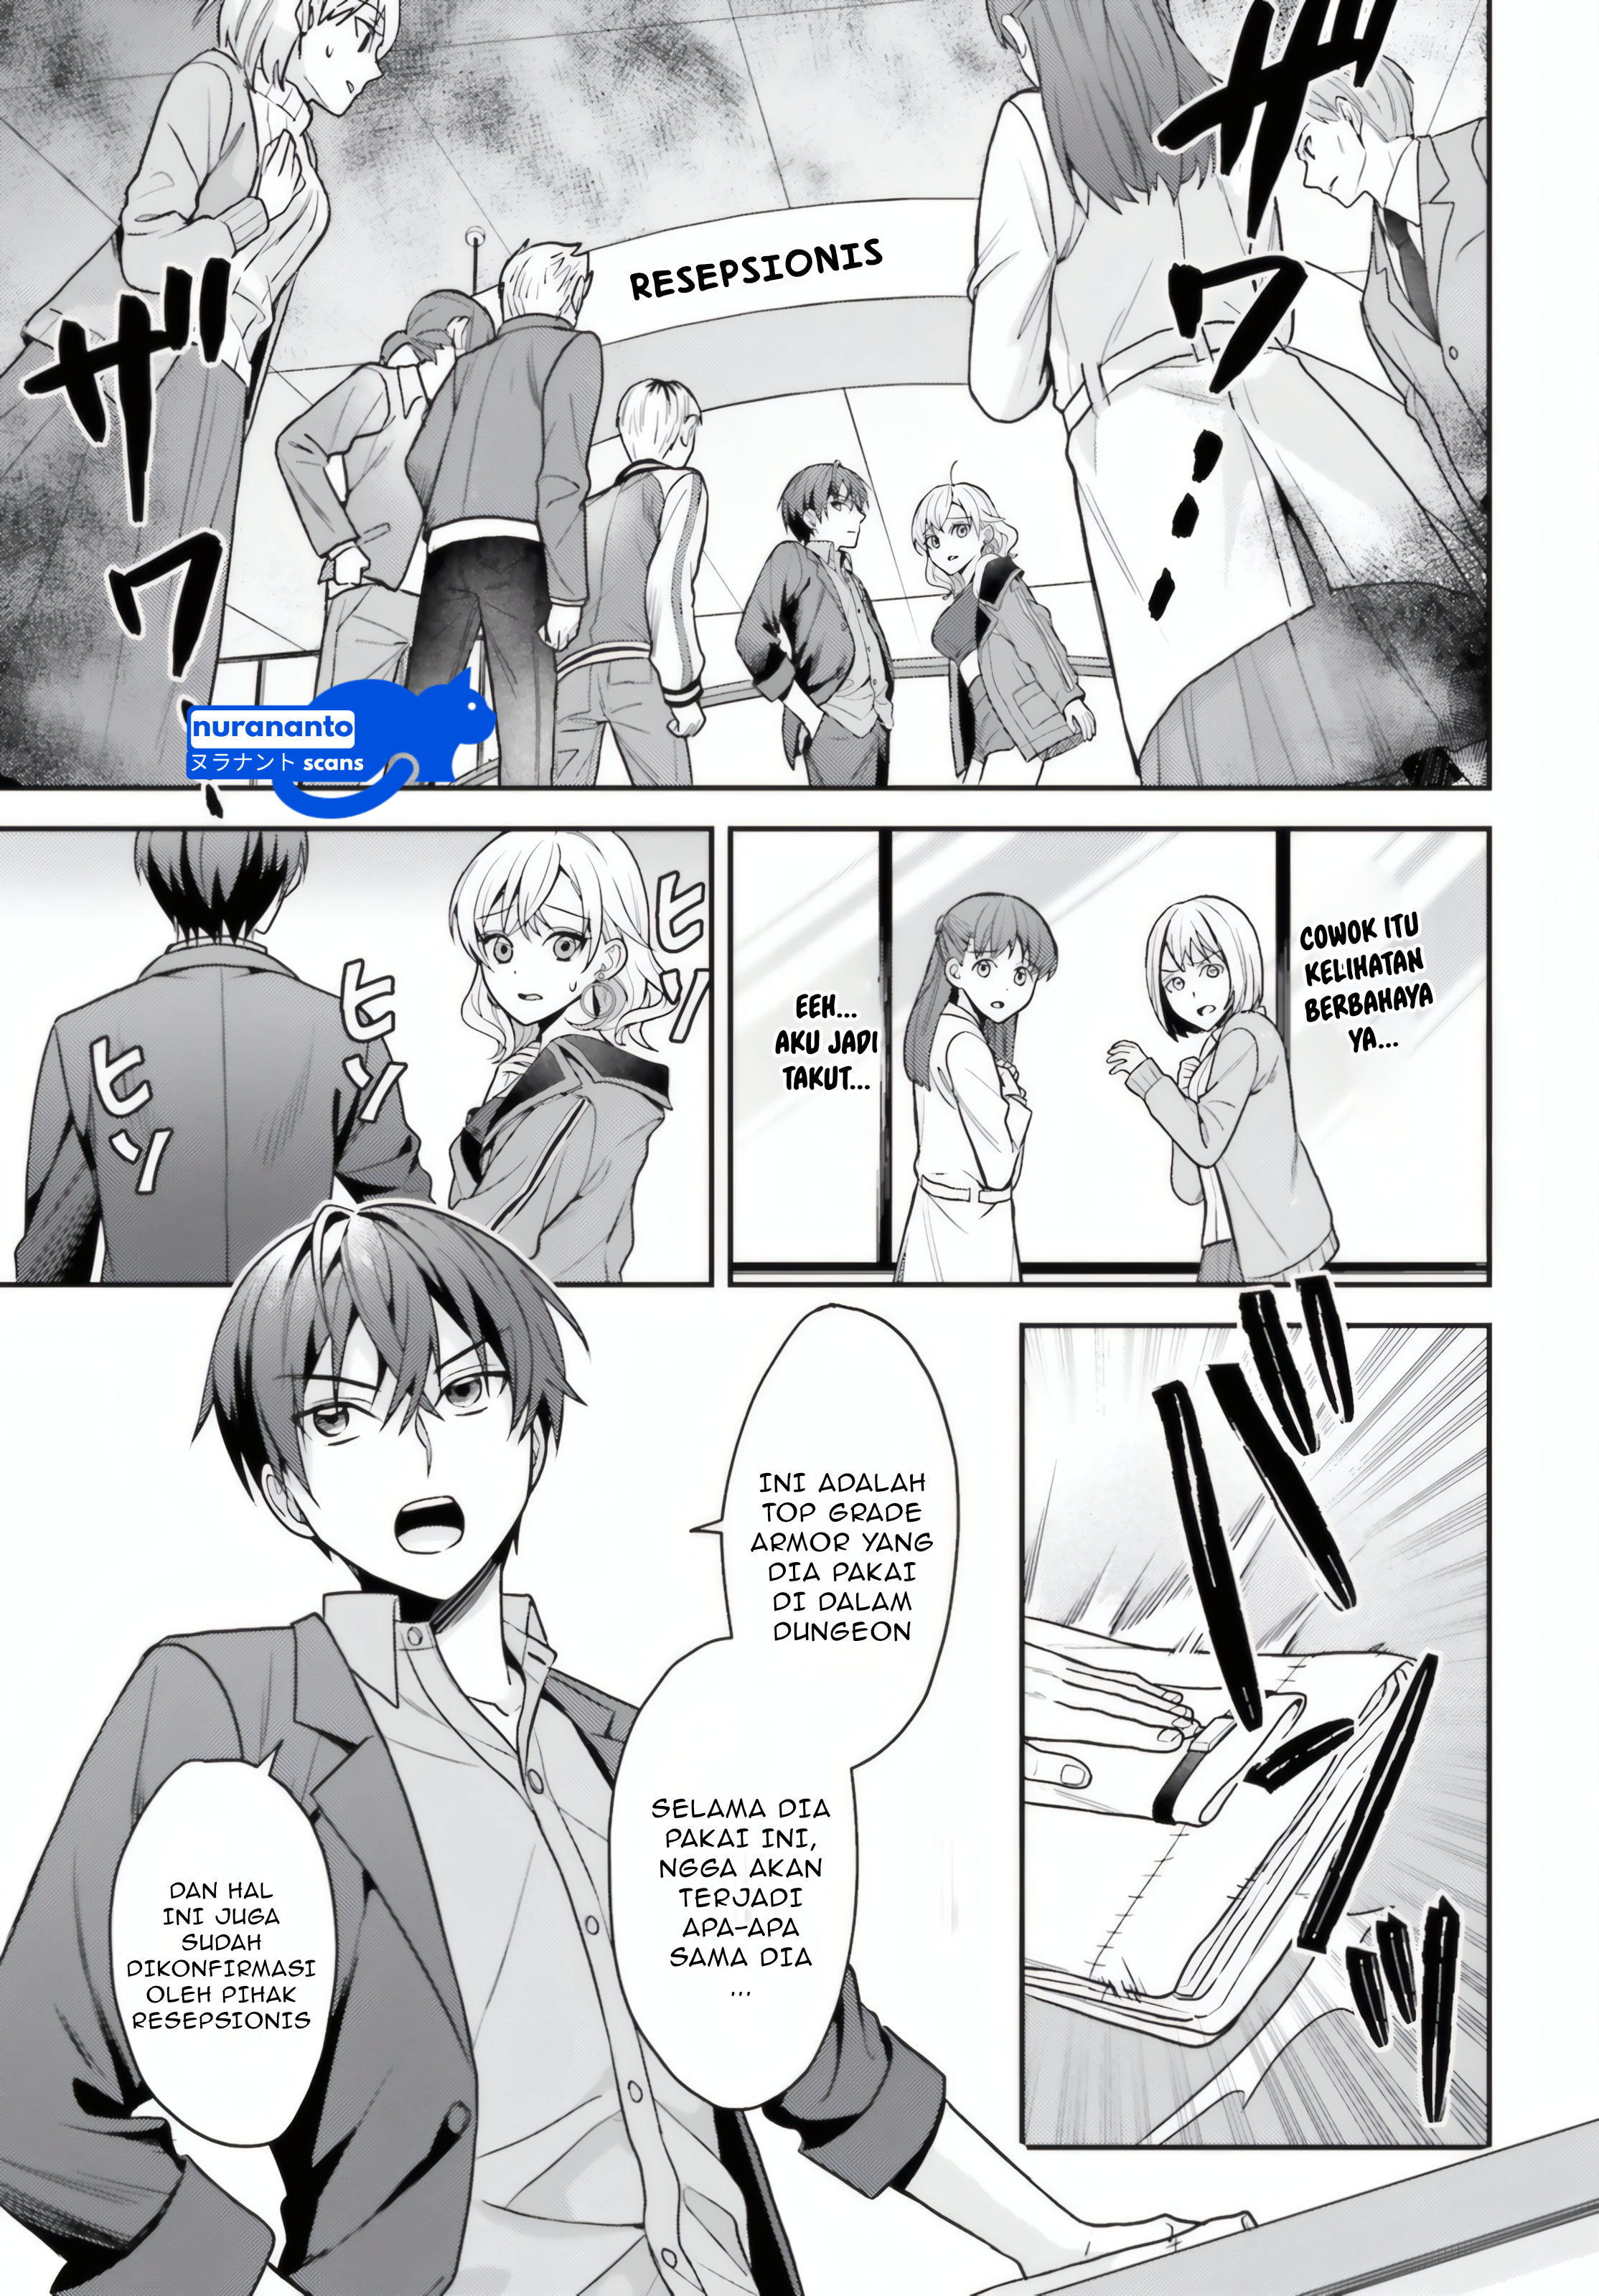 ザワ…
RESEPSIONIS
ザワ…
nurananto
ヌラナント scans
COWOK ITU
KELIHATAN
BERBAHAYA
YA...
EEH...
AKU JADI
TAKUT...
ヒソ
ヒソ
ヒソ
バンッ
INI ADALAH
TOP GRADE
ARMOR YANG
DIA PAKAI
DI DALAM
DUNGEON
SELAMA DIA
PAKAI INI,
NGGA AKAN
TERJADI
APA-APA
SAMA DIA
...
DAN HAL
INI JUGA
SUDAH
DIKONFIRMASI
OLEH PIHAK
RESEPSIONIS